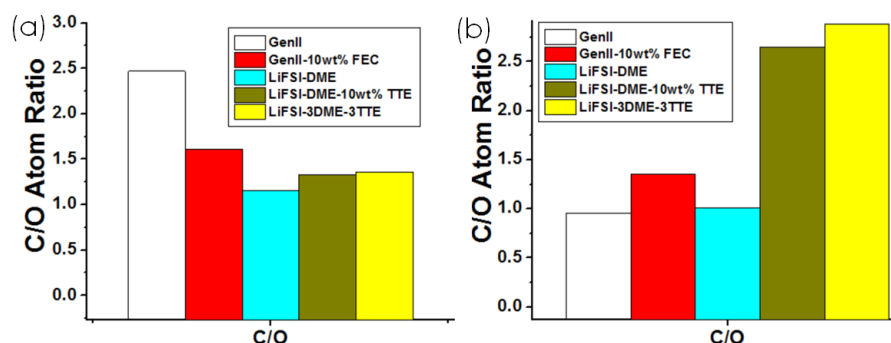 (a)
C/O Atom Ratio
3.0
2.5
2.0
1.5
1.0
0.5
0.0
GenII
GenII-10wt% FEC
LiFSI-DME
LiFSI-DME-10wt% TTE
LiFSI-3DME-3TTE
C/O
(b)
C/O Atom Ratio
2.5
2.0
1.5
1.0
0.5
0.0
GenII
GenII-10wt% FEC
LiFSI-DME
LiFSI-DME-10wt% TTE
LiFSI-3DME-3TTE
C/O